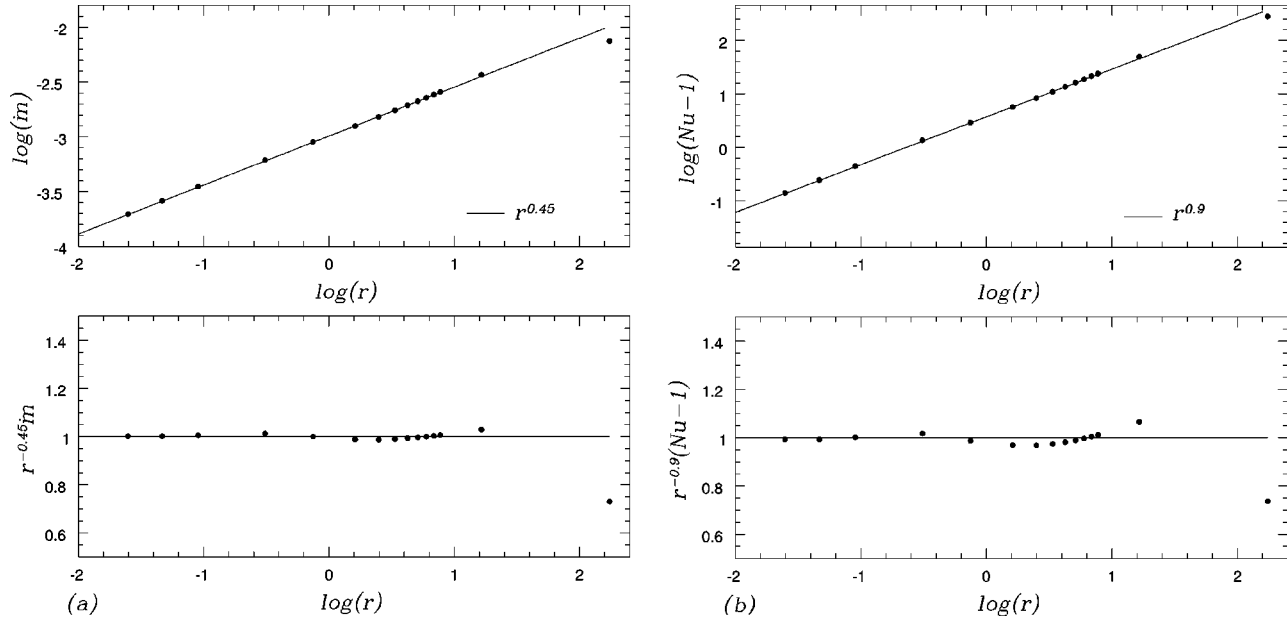 -2
-2.5
-3
-3.5
-4
log(m)
r^0.45
-2 -1 0 1 2
log(r)
2
1
0
-1
log(Nu-1)
r^0.9
-2 -1 0 1 2
log(r)
1.4
1.2
1
0.8
0.6
r^-0.45 m
-2 -1 0 1 2
(a) log(r)
1.4
1.2
1
0.8
0.6
r^-0.9(Nu-1)
-2 -1 0 1 2
(b) log(r)